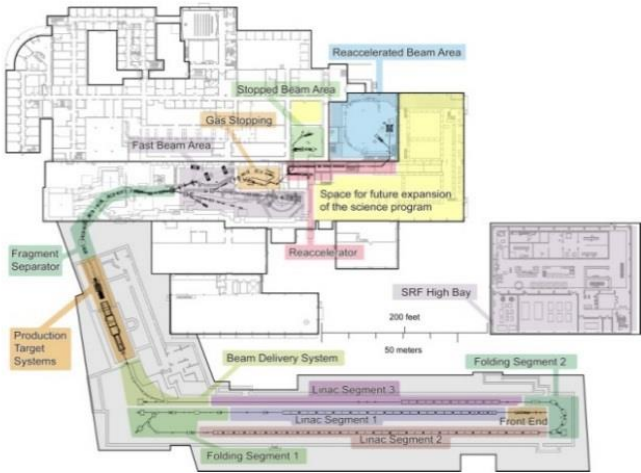 Reaccelerated Beam Area
Stopped Beam Area
Gas Stopping
Fast Beam Area
Space for future expansion
of the science program
Fragment
Separator
Reaccelerator
SRF High Bay
200 feet
50 meters
Production
Target
Systems
Beam Delivery System
Folding Segment 2
Linac Segment 3
Linac Segment 1
Front End
Linac Segment 2
Folding Segment 1